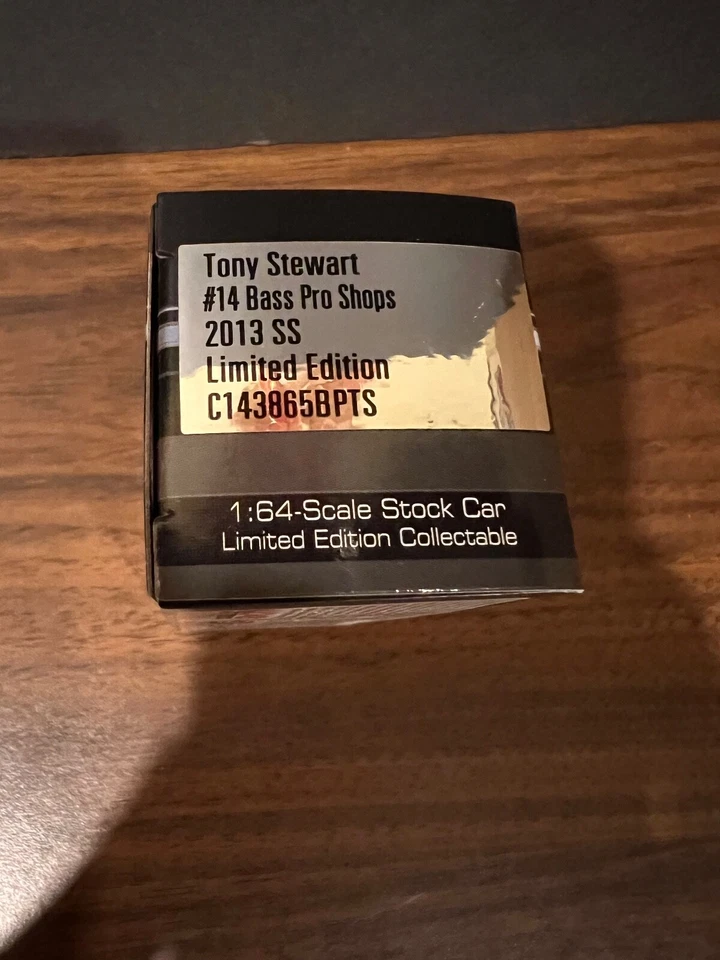 Tony Stewart
#14 Bass Pro Shops
2013 SS
Limited Edition
C143865BPTS
1:64-Scale Stock Car
Limited Edition Collectable